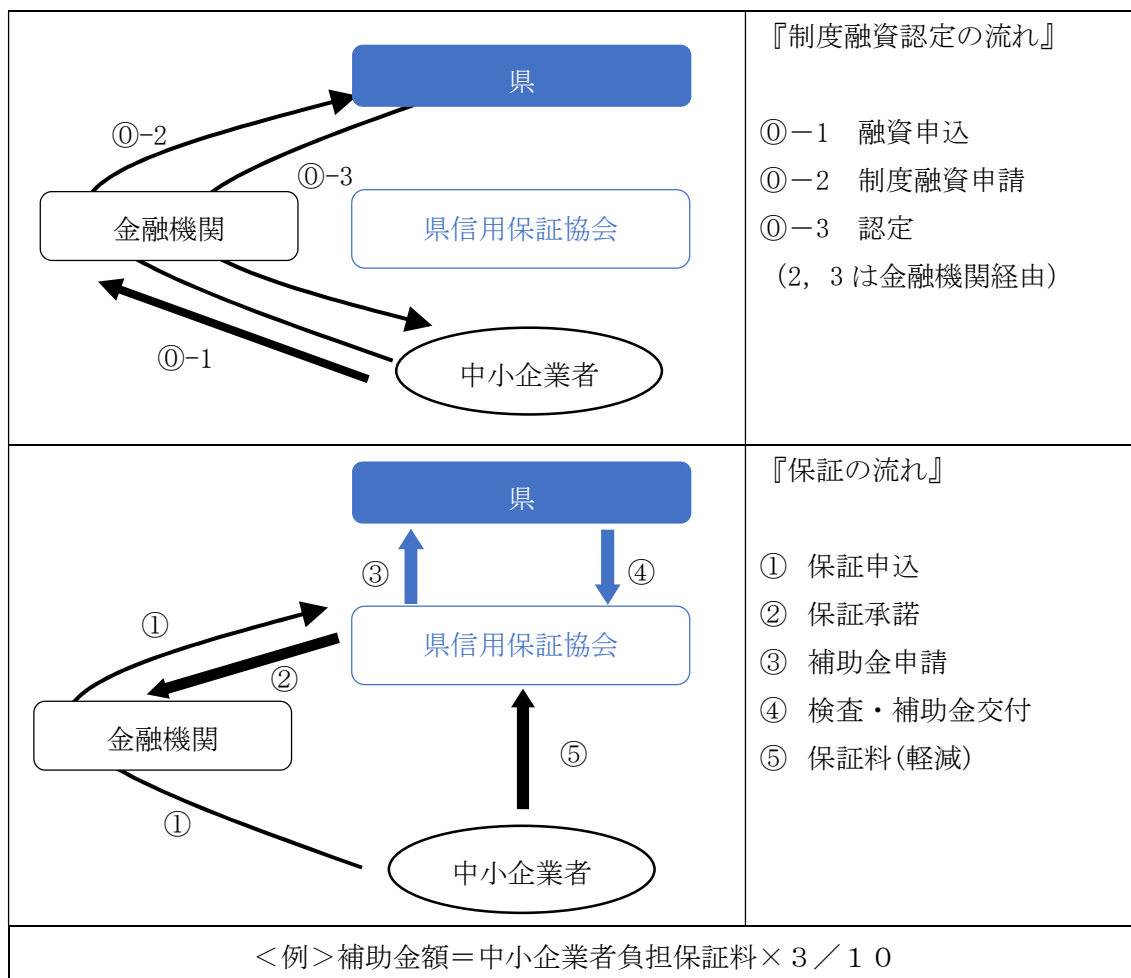 『制度融資認定の流れ』
県
⓪-2
⓪-3
金融機関
県信用保証協会
⓪-1
中小企業者
⓪－1　融資申込
⓪－2　制度融資申請
⓪－3　認定
（2，3は金融機関経由）
『保証の流れ』
県
③
④
①
県信用保証協会
②
金融機関
⑤
①
中小企業者
① 保証申込
② 保証承諾
③ 補助金申請
④ 検査・補助金交付
⑤ 保証料(軽減)
＜例＞補助金額＝中小企業者負担保証料×３／１０